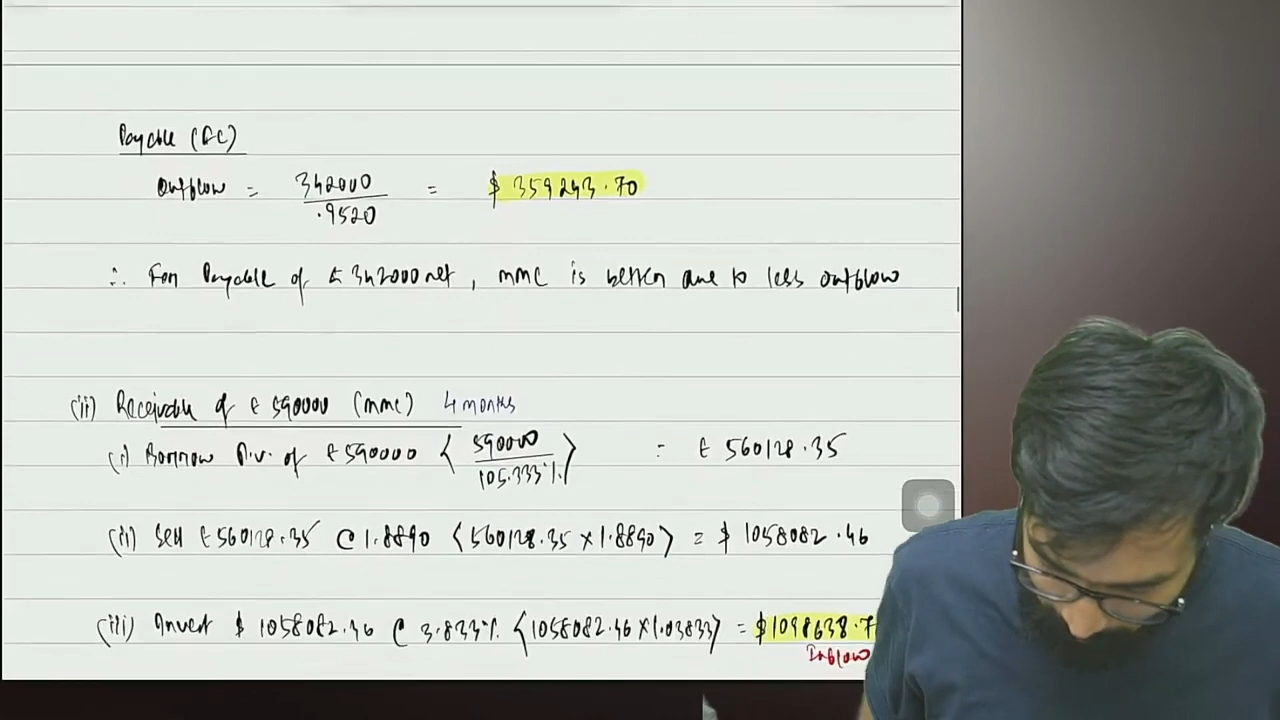 Payable (FC)
Outflow = 342000 / .9520 = $ 359243.70
∴ For Payable of £ 342000 net, MMC is better due to less outflow
(ii) Receivable of £ 590000 (MMC) 4 months
(i) Borrow P.V. of £ 590000 < 590000 / 105.333% > = £ 560128.35
(ii) Sell £ 560128.35 @ 1.8890 <560128.35 × 1.8890> = $ 1058082.46
(iii) Invest $ 1058082.46 @ 3.833% <1058082.46 × 1.03833> = $1098638.7
Inflow